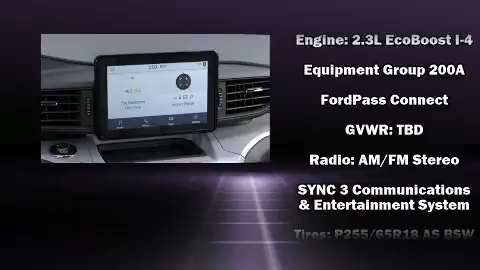 Engine: 2.3L EcoBoost I-4
Equipment Group 200A
FordPass Connect
GVWR: TBD
Radio: AM/FM Stereo
SYNC 3 Communications
& Entertainment System
Tires: P255/65R18 AS BSW